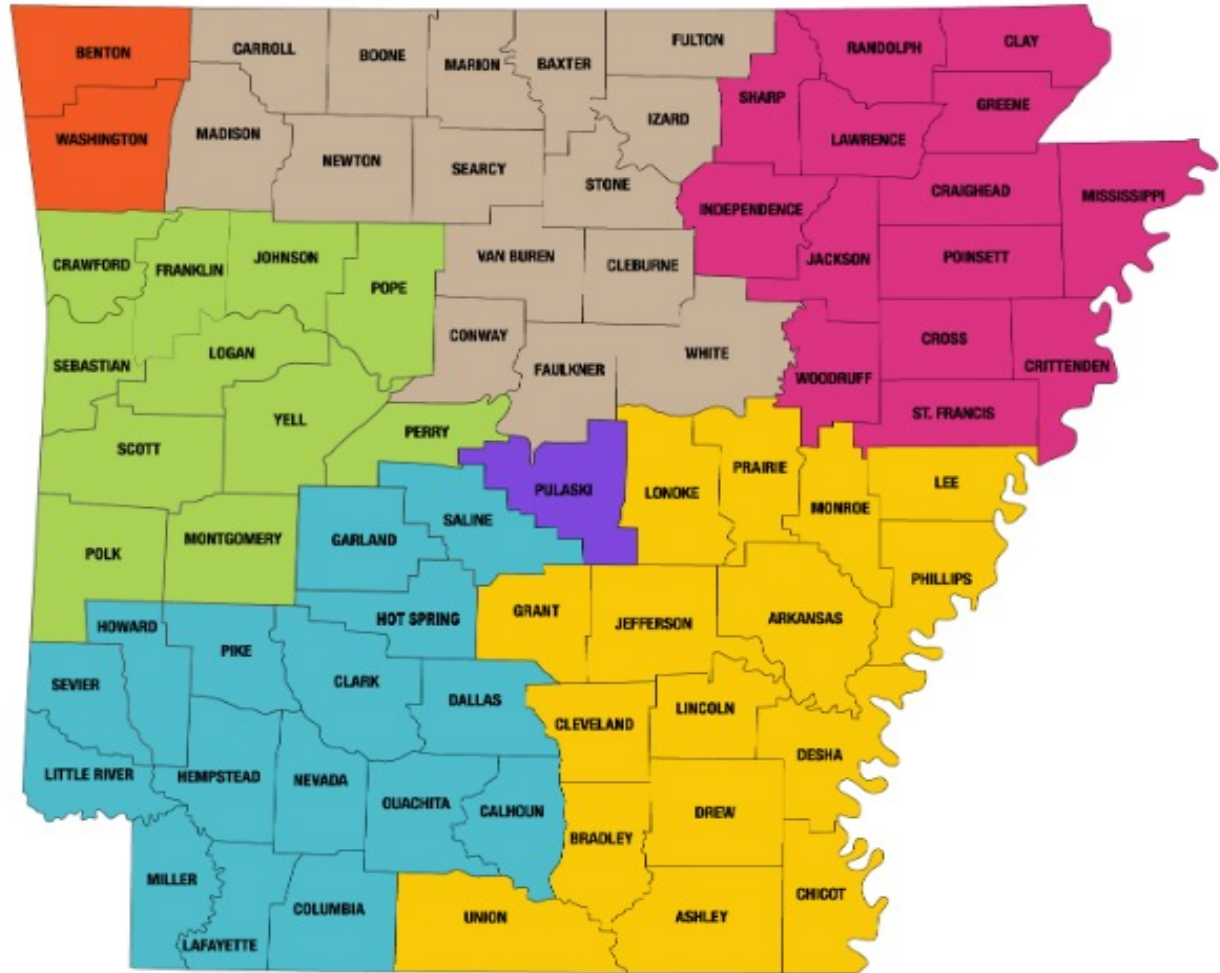 BENTON
CARROLL
BOONE
MARION
BAXTER
FULTON
RANDOLPH
CLAY
SHARP
GREENE
WASHINGTON
MADISON
IZARD
LAWRENCE
NEWTON
SEARCY
STONE
CRAIGHEAD
MISSISSIPPI
INDEPENDENCE
CRAWFORD
FRANKLIN
JOHNSON
VAN BUREN
CLEBURNE
JACKSON
POINSETT
POPE
CONWAY
CROSS
LOGAN
WHITE
SEBASTIAN
FAULKNER
WOODRUFF
CRITTENDEN
YELL
ST. FRANCIS
PERRY
SCOTT
PRAIRIE
LEE
PULASKI
LONOKE
MONROE
SALINE
GARLAND
MONTGOMERY
POLK
PHILLIPS
GRANT
HOT SPRING
JEFFERSON
ARKANSAS
HOWARD
PIKE
SEVIER
CLARK
DALLAS
LINCOLN
CLEVELAND
DESHA
LITTLE RIVER
HEMPSTEAD
NEVADA
OUACHITA
CALHOUN
DREW
BRADLEY
MILLER
CHICOT
COLUMBIA
UNION
ASHLEY
LAFAYETTE